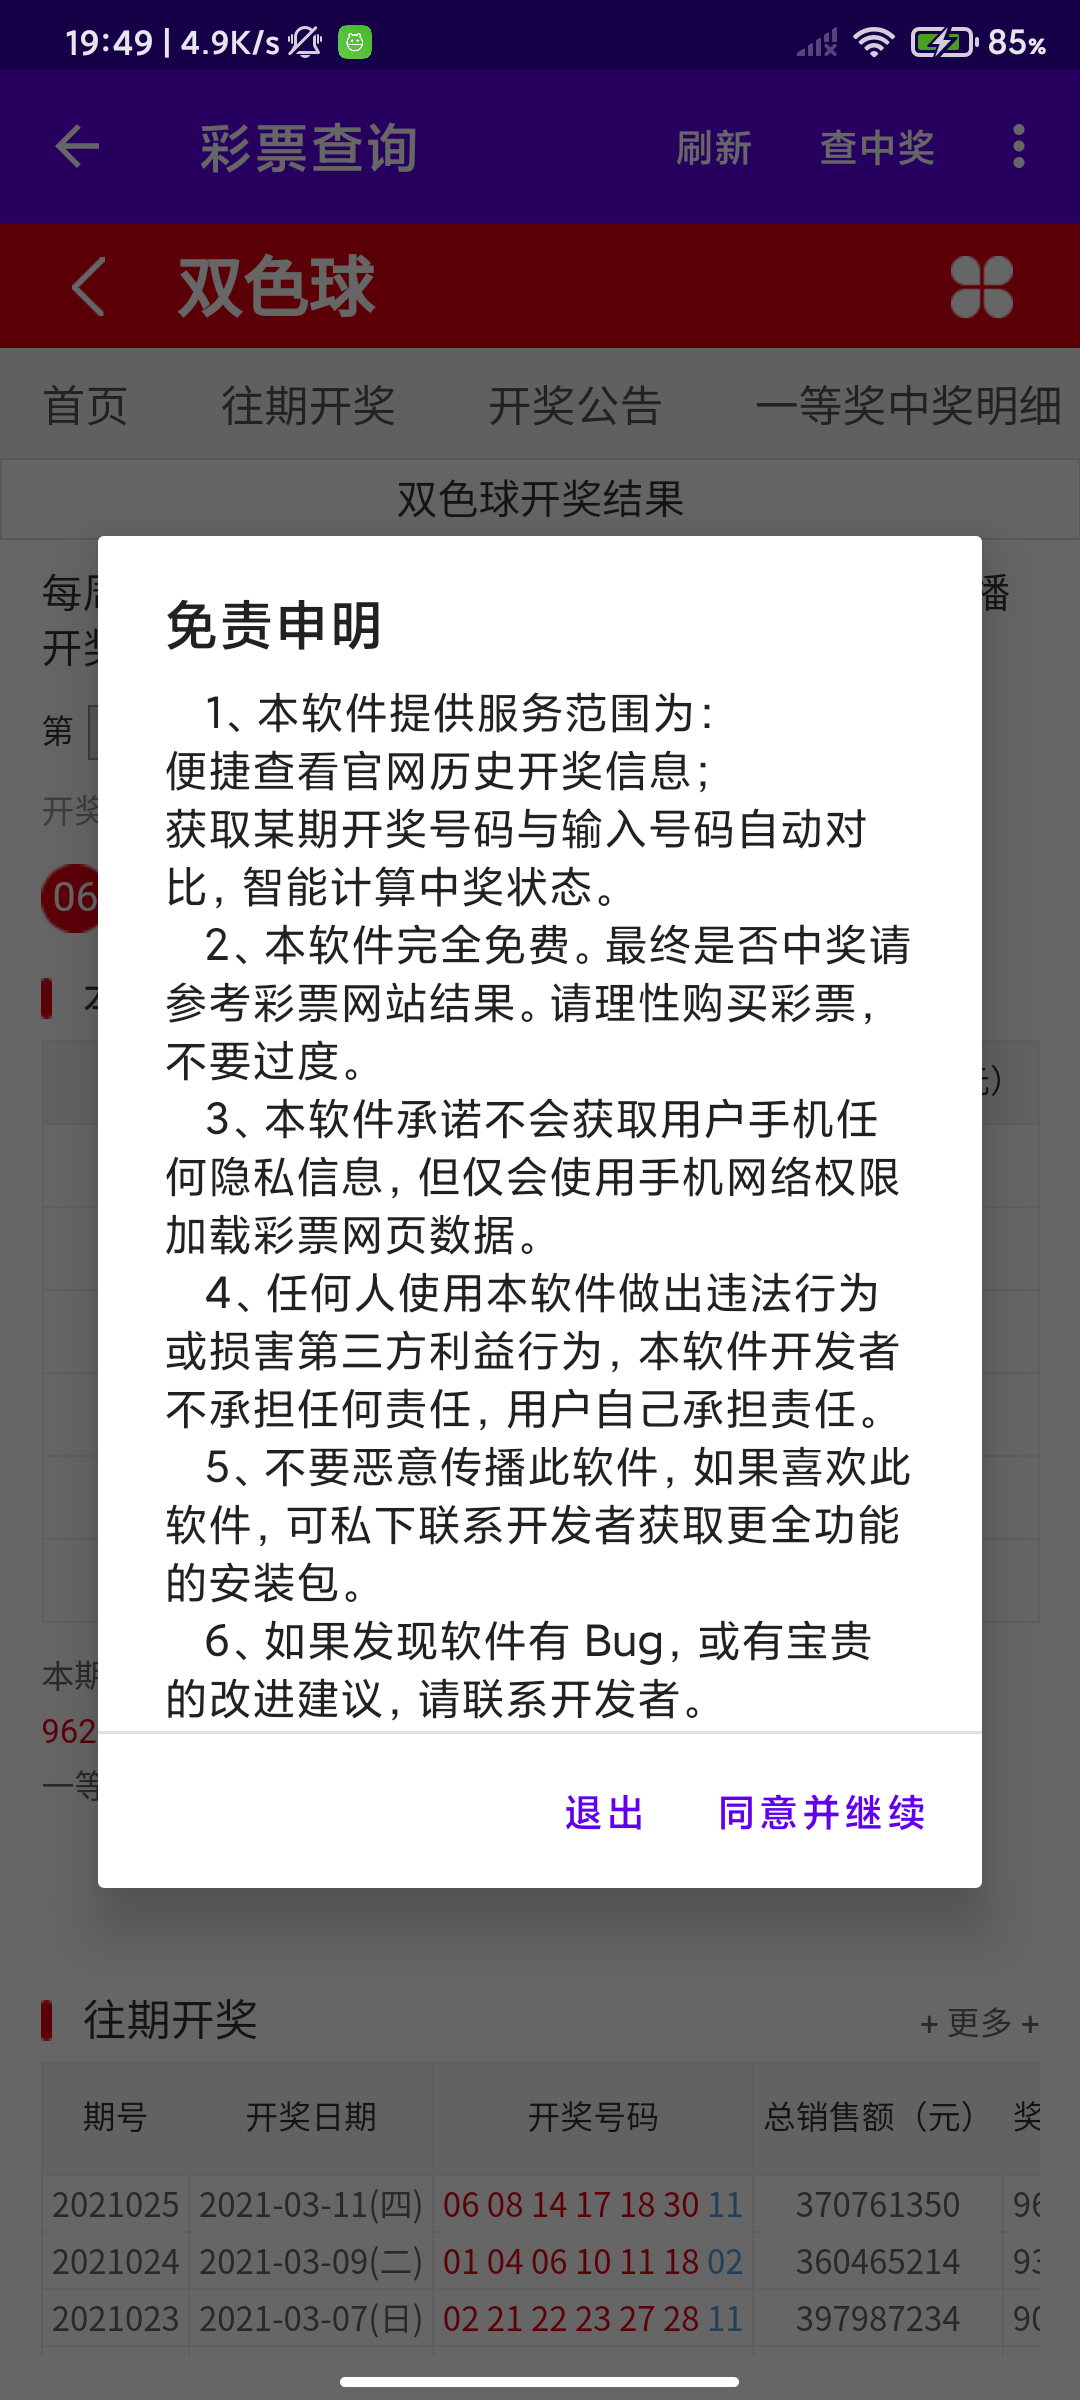 19:49 | 4.9K/s 85%
彩票查询 刷新 查中奖
双色球
首页 往期开奖 开奖公告 一等奖中奖明细
双色球开奖结果
每 播
开
第
开奖
06
免责申明
1、本软件提供服务范围为：
便捷查看官网历史开奖信息；
获取某期开奖号码与输入号码自动对
比，智能计算中奖状态。
2、本软件完全免费。最终是否中奖请
参考彩票网站结果。请理性购买彩票，
不要过度。
3、本软件承诺不会获取用户手机任
何隐私信息，但仅会使用手机网络权限
加载彩票网页数据。
4、任何人使用本软件做出违法行为
或损害第三方利益行为，本软件开发者
不承担任何责任，用户自己承担责任。
5、不要恶意传播此软件，如果喜欢此
软件，可私下联系开发者获取更全功能
的安装包。
6、如果发现软件有 Bug，或有宝贵
的改进建议，请联系开发者。
退出 同意并继续
本期
962
一等
往期开奖 + 更多 +
期号 开奖日期 开奖号码 总销售额（元） 奖
2021025 2021-03-11(四) 06 08 14 17 18 30 11 370761350 96
2021024 2021-03-09(二) 01 04 06 10 11 18 02 360465214 93
2021023 2021-03-07(日) 02 21 22 23 27 28 11 397987234 90